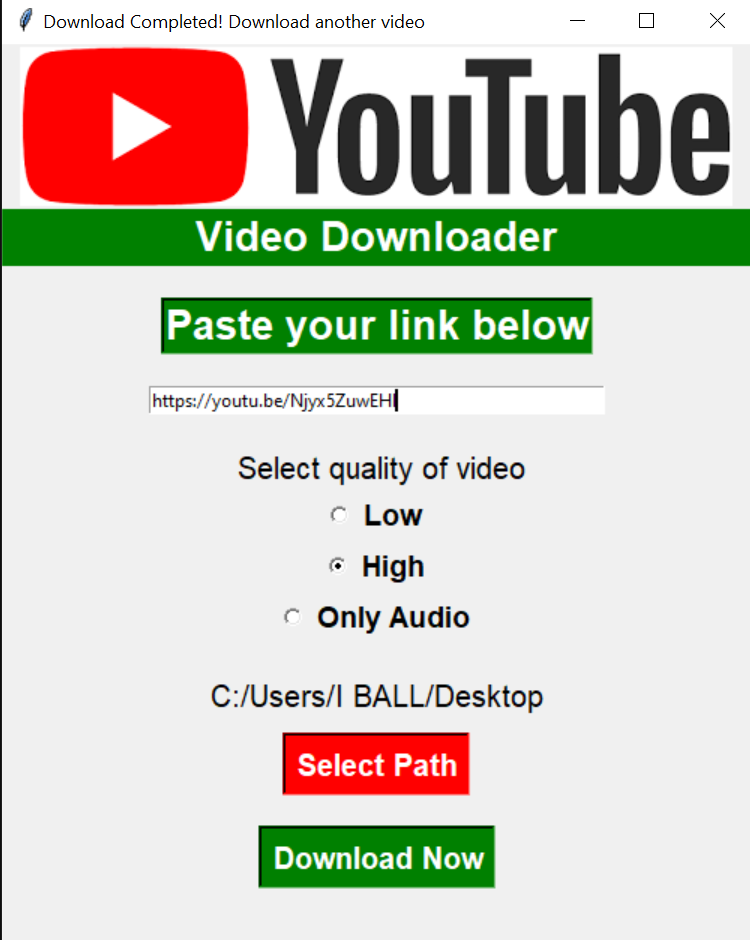 Download Completed! Download another video
YouTube
Video Downloader
Paste your link below
https://youtu.be/Njyx5ZuwEHI
Select quality of video
Low
High
Only Audio
C:/Users/I BALL/Desktop
Select Path
Download Now